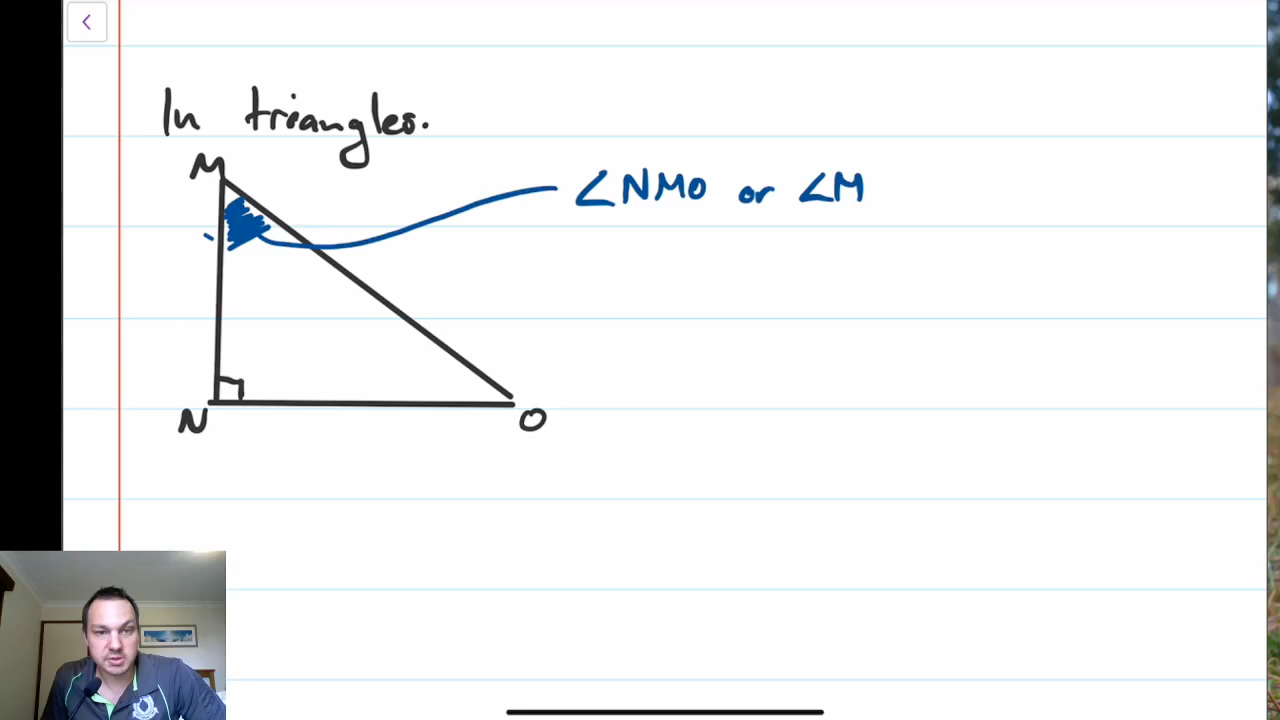 In triangles.
M
∠NMO or ∠M
N
O